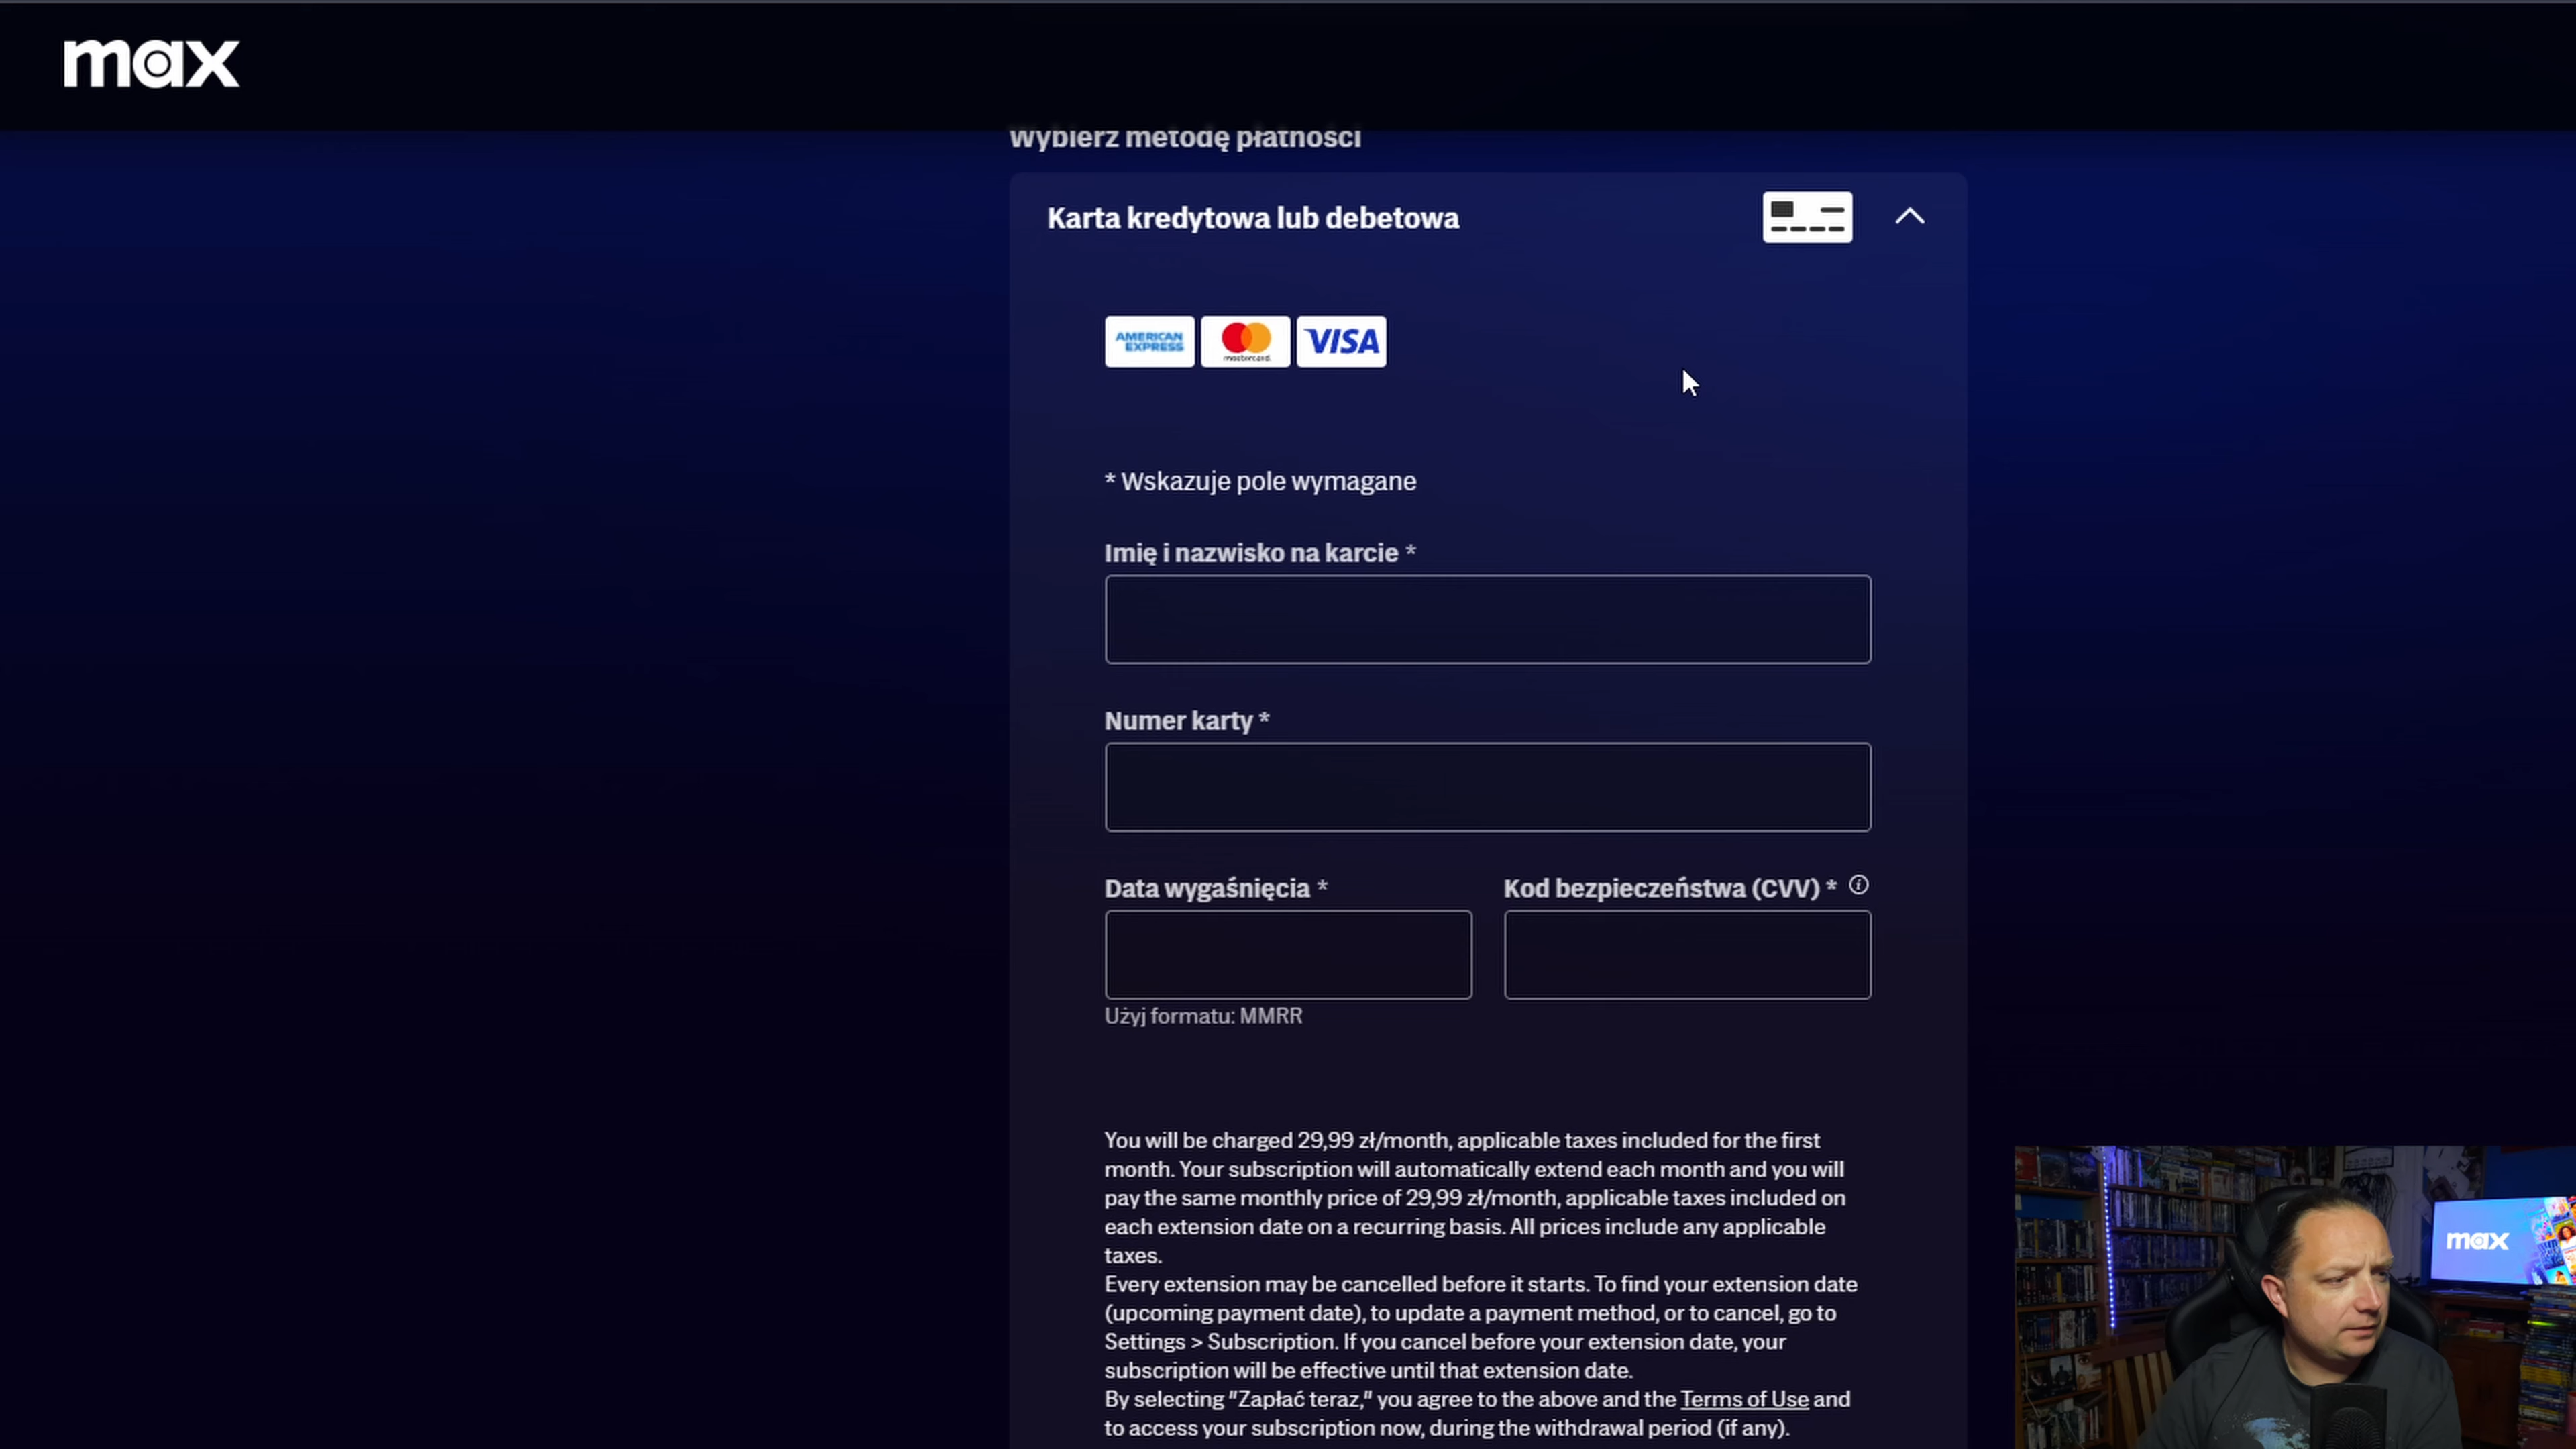 max
Wybierz metodę płatności
Karta kredytowa lub debetowa
AMERICAN
EXPRESS
mastercard.
VISA
* Wskazuje pole wymagane
Imię i nazwisko na karcie *
Numer karty *
Data wygaśnięcia *
Kod bezpieczeństwa (CVV) *
Użyj formatu: MMRR
You will be charged 29,99 zł/month, applicable taxes included for the first
month. Your subscription will automatically extend each month and you will
pay the same monthly price of 29,99 zł/month, applicable taxes included on
each extension date on a recurring basis. All prices include any applicable
taxes.
Every extension may be cancelled before it starts. To find your extension date
(upcoming payment date), to update a payment method, or to cancel, go to
Settings > Subscription. If you cancel before your extension date, your
subscription will be effective until that extension date.
By selecting "Zapłać teraz," you agree to the above and the Terms of Use and
to access your subscription now, during the withdrawal period (if any).
max